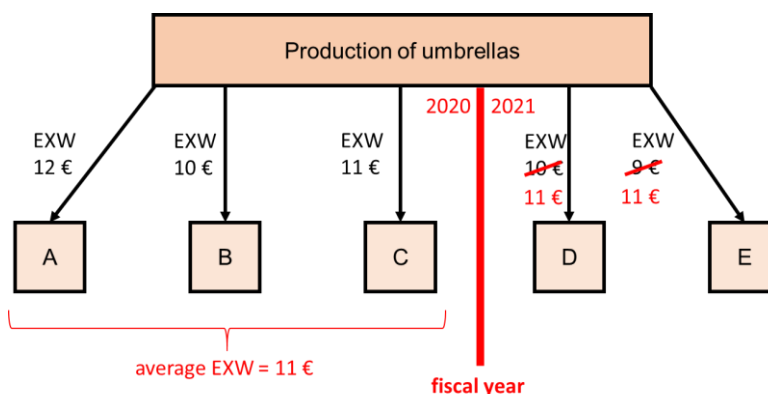 Production of umbrellas
2020 2021
EXW
12 €
EXW
10 €
EXW
11 €
EXW
10 €
11 €
EXW
9 €
11 €
A
B
C
D
E
average EXW = 11 €
fiscal year